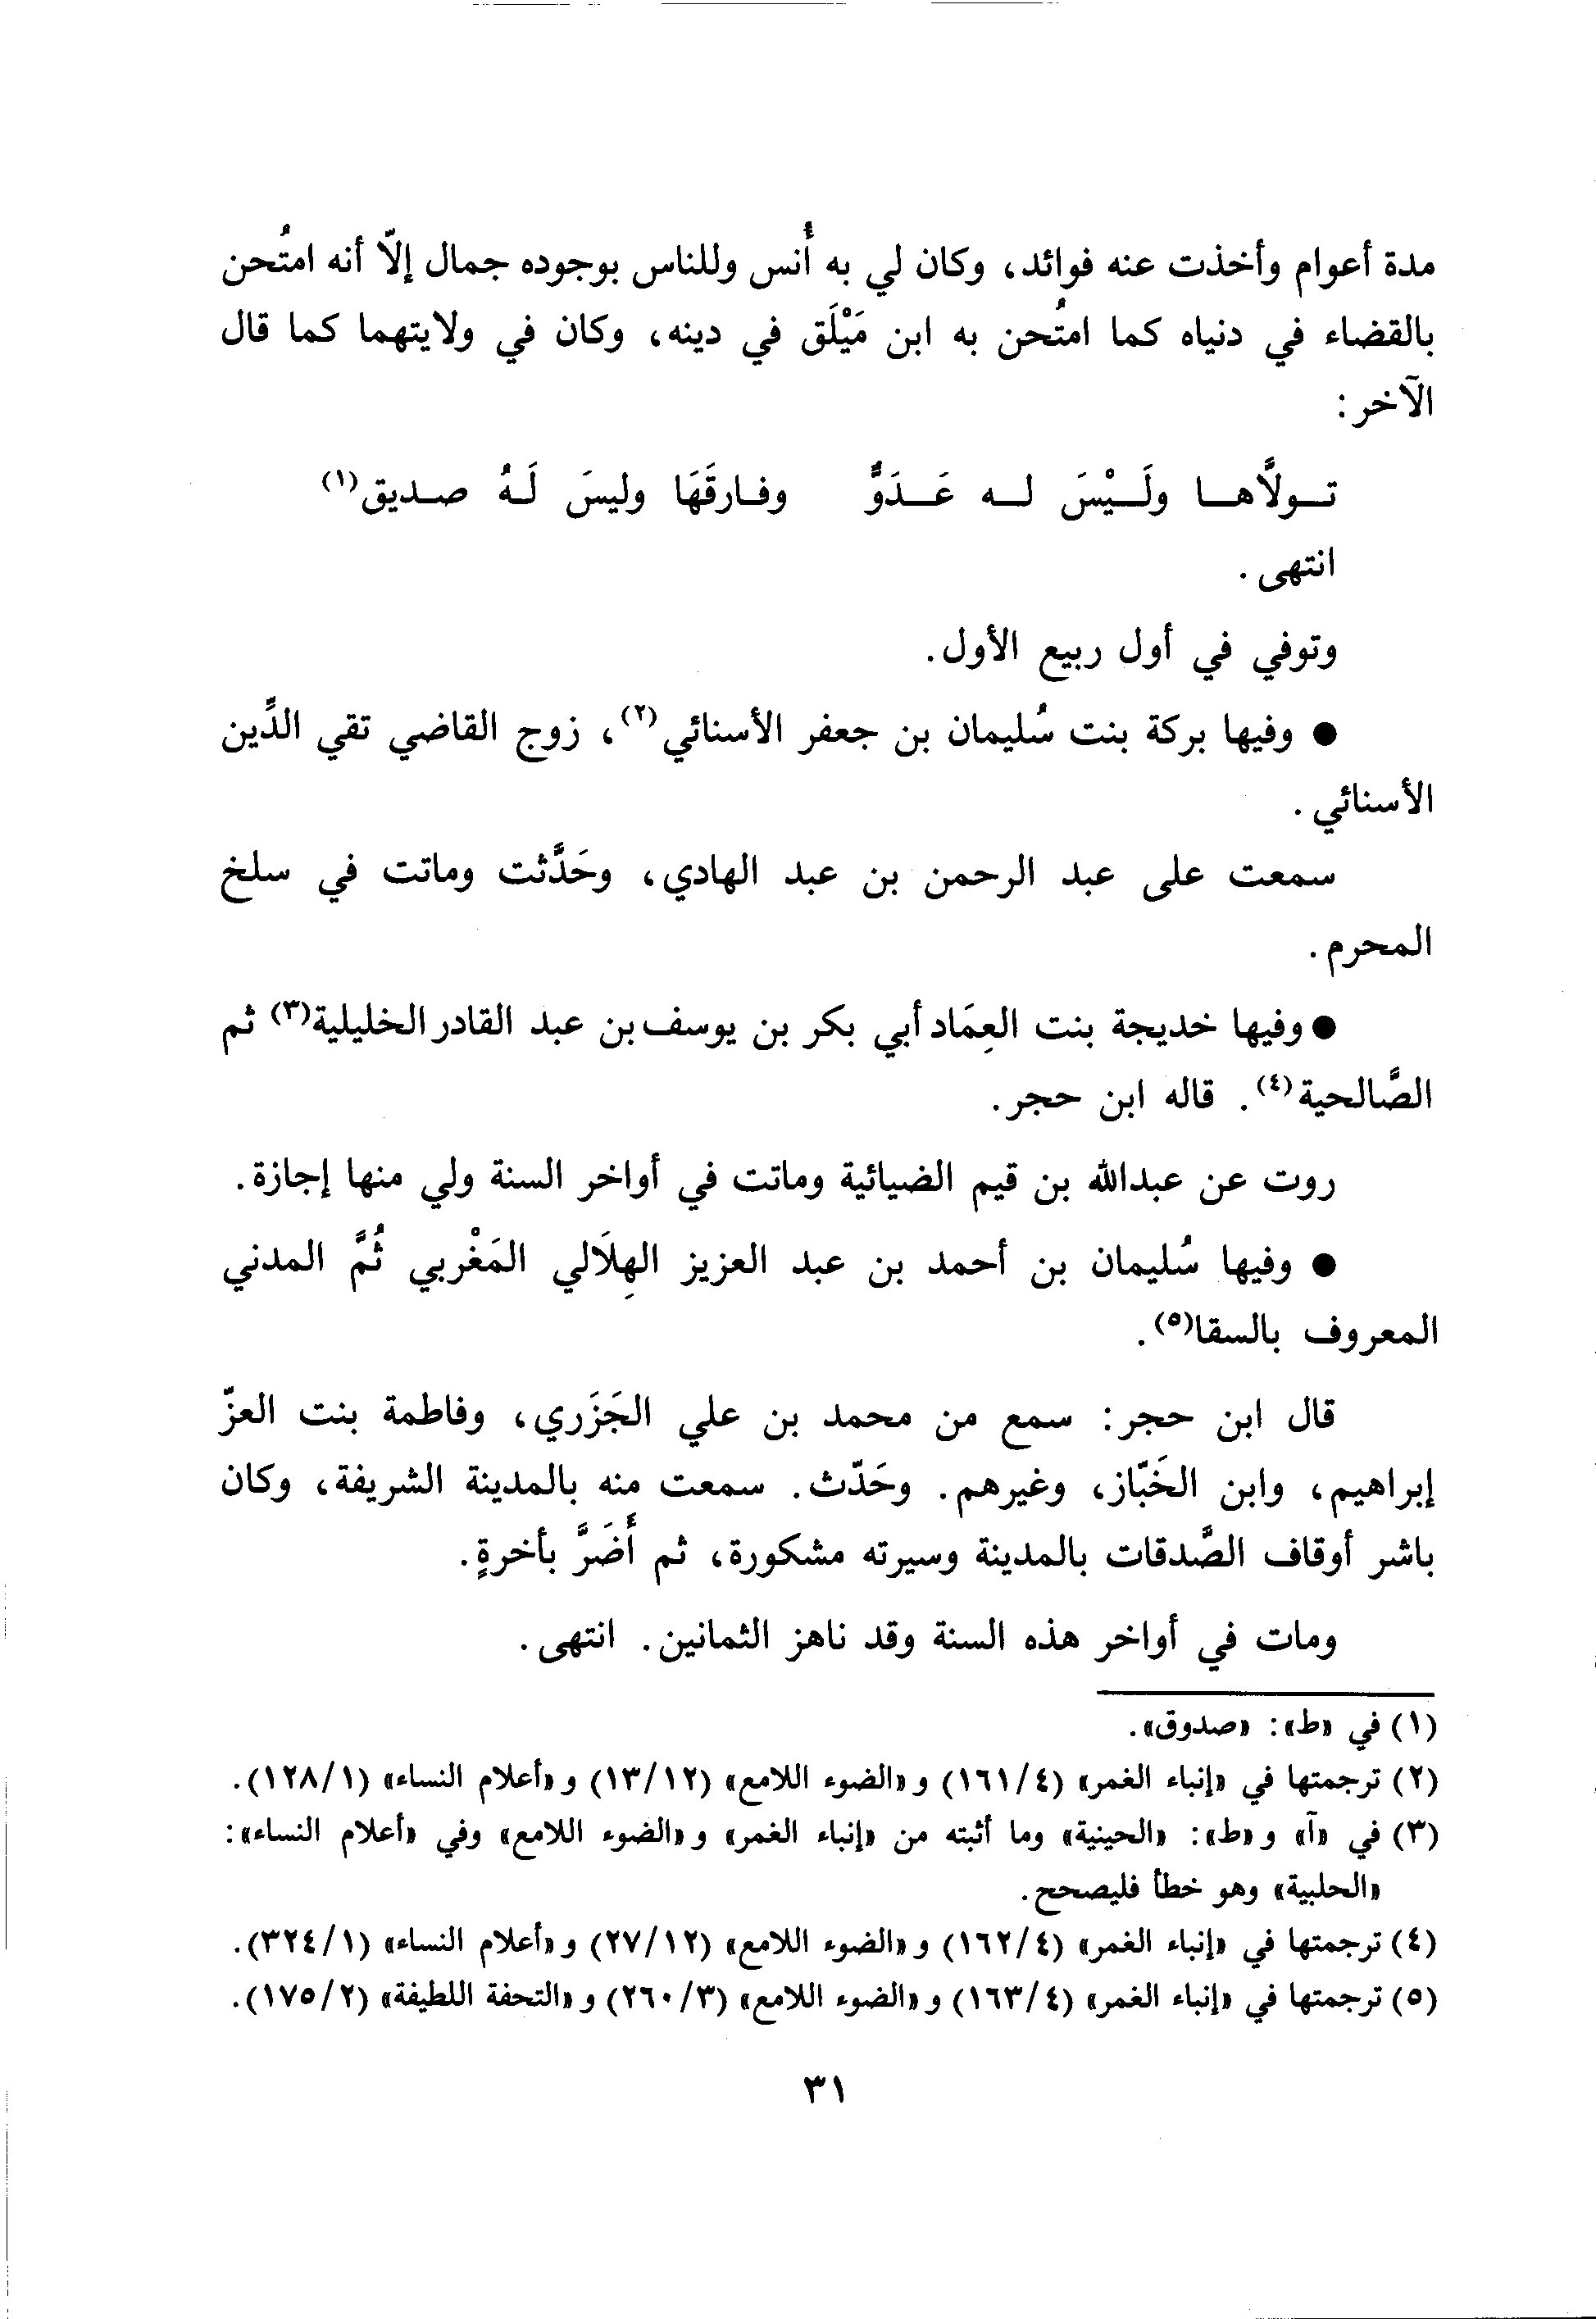 مدة أعوام وأخذت عنه فوائد، وكان لي به أُنس وللناس بوجوده جمال إلاّ أنه امتُحن
بالقضاء في دنياه كما امتُحن به ابن مَيْلَق في دينه، وكان في ولايتهما كما قال
الآخر:
تـولَّاهـا ولَـيْسَ لـه عَـدَوٌّ وفـارقَهَا وليسَ لَـهُ صـديق(١)
انتهى.
وتوفي في أول ربيع الأول.
● وفيها بركة بنت سُليمان بن جعفر الأسنائي(٢)، زوج القاضي تقي الدِّين
الأسنائي.
سمعت على عبد الرحمن بن عبد الهادي، وحَدَّثت وماتت في سلخ
المحرم.
● وفيها خديجة بنت العِمَاد أبي بكر بن يوسف بن عبد القادر الخليلية(٣) ثم
الصَّالحية(٤). قاله ابن حجر.
روت عن عبدالله بن قيم الضيائية وماتت في أواخر السنة ولي منها إجازة.
● وفيها سُليمان بن أحمد بن عبد العزيز الهِلَالي المَغْربي ثُمَّ المدني
المعروف بالسقا(٥).
قال ابن حجر: سمع من محمد بن علي الجَزَري، وفاطمة بنت العزّ
إبراهيم، وابن الخَبّاز، وغيرهم. وحَدّث. سمعت منه بالمدينة الشريفة، وكان
باشر أوقاف الصَّدقات بالمدينة وسيرته مشكورة، ثم أَضَرَّ بأخرةٍ.
ومات في أواخر هذه السنة وقد ناهز الثمانين. انتهى.
(١) في «ط»: «صدوق».
(٢) ترجمتها في «إنباء الغمر» (٤/١٦١) و«الضوء اللامع» (١٢/١٣) و«أعلام النساء» (١/١٢٨).
(٣) في «آ» و«ط»: «الحينية» وما أثبته من «إنباء الغمر» و«الضوء اللامع» وفي «أعلام النساء»:
«الحلبية» وهو خطأ فليصحح.
(٤) ترجمتها في «إنباء الغمر» (٤/١٦٢) و«الضوء اللامع» (١٢/٢٧) و«أعلام النساء» (١/٣٢٤).
(٥) ترجمتها في «إنباء الغمر» (٤/١٦٣) و«الضوء اللامع» (٣/٢٦٠) و«التحفة اللطيفة» (٢/١٧٥).
٣١